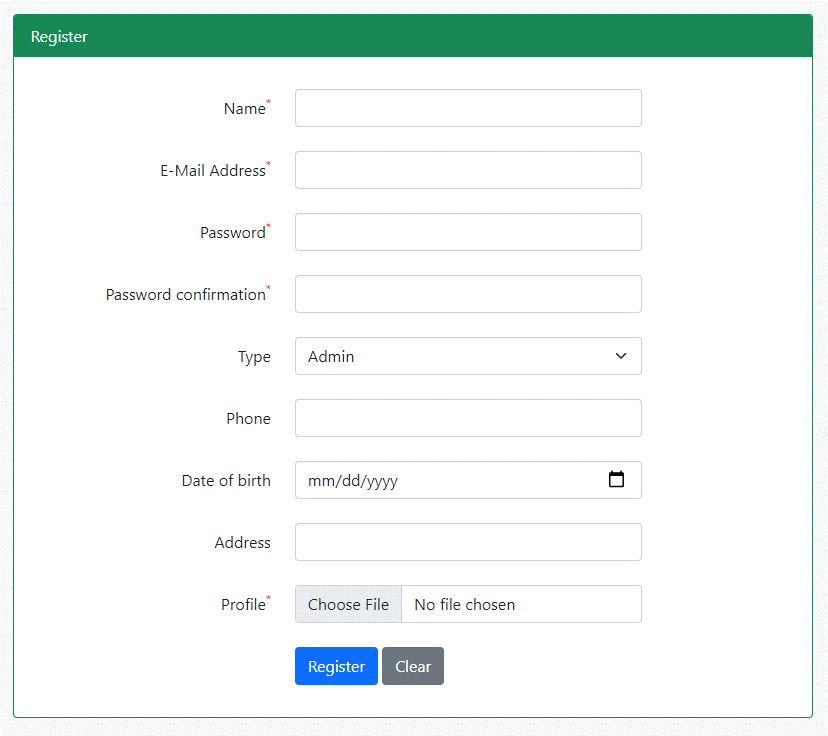 Register
Name*
E-Mail Address*
Password*
Password confirmation*
Type Admin
Phone
Date of birth mm/dd/yyyy
Address
Profile* Choose File No file chosen
Register Clear